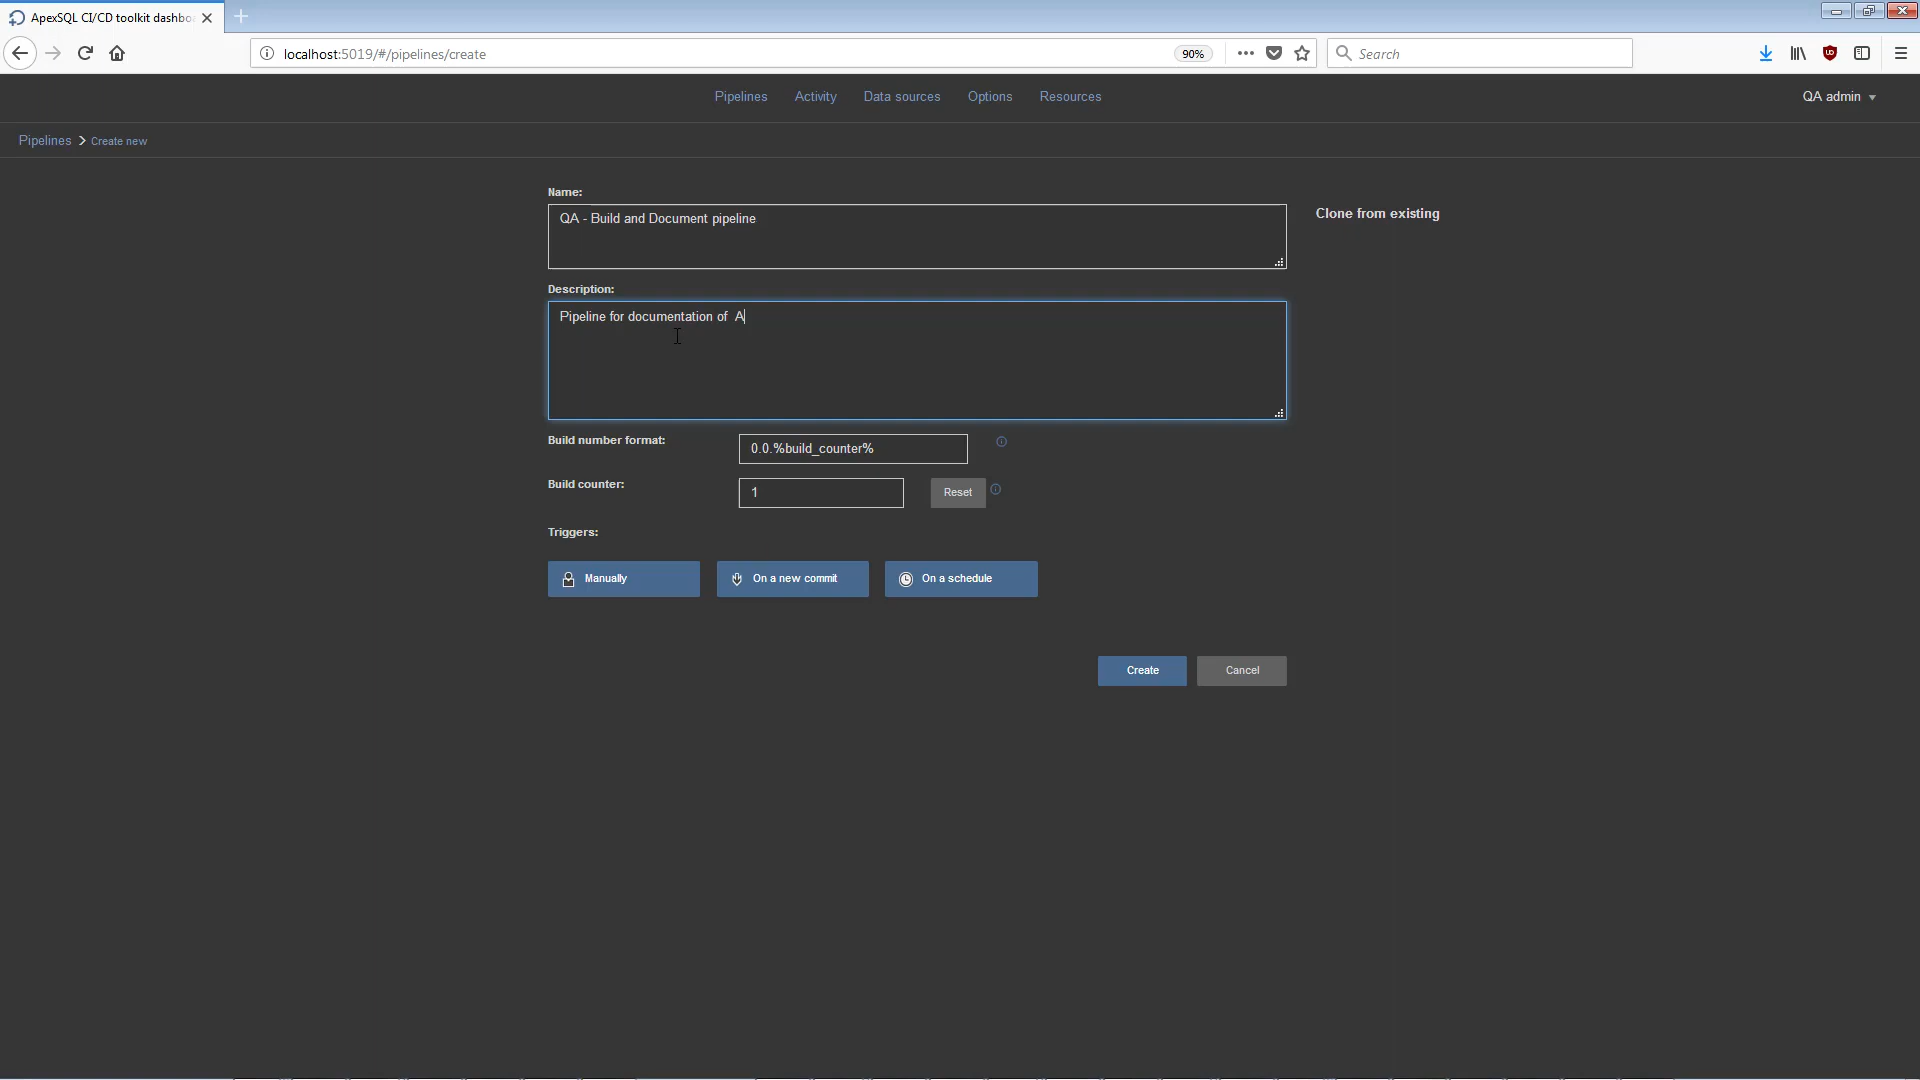 ApexSQL CI/CD toolkit dashbo
localhost:5019/#/pipelines/create
90%
Search
Pipelines Activity Data sources Options Resources
QA admin
Pipelines > Create new
Name:
QA - Build and Document pipeline
Clone from existing
Description:
Pipeline for documentation of  A
Build number format:
0.0.%build_counter%
Build counter:
1
Reset
Triggers:
Manually
On a new commit
On a schedule
Create
Cancel